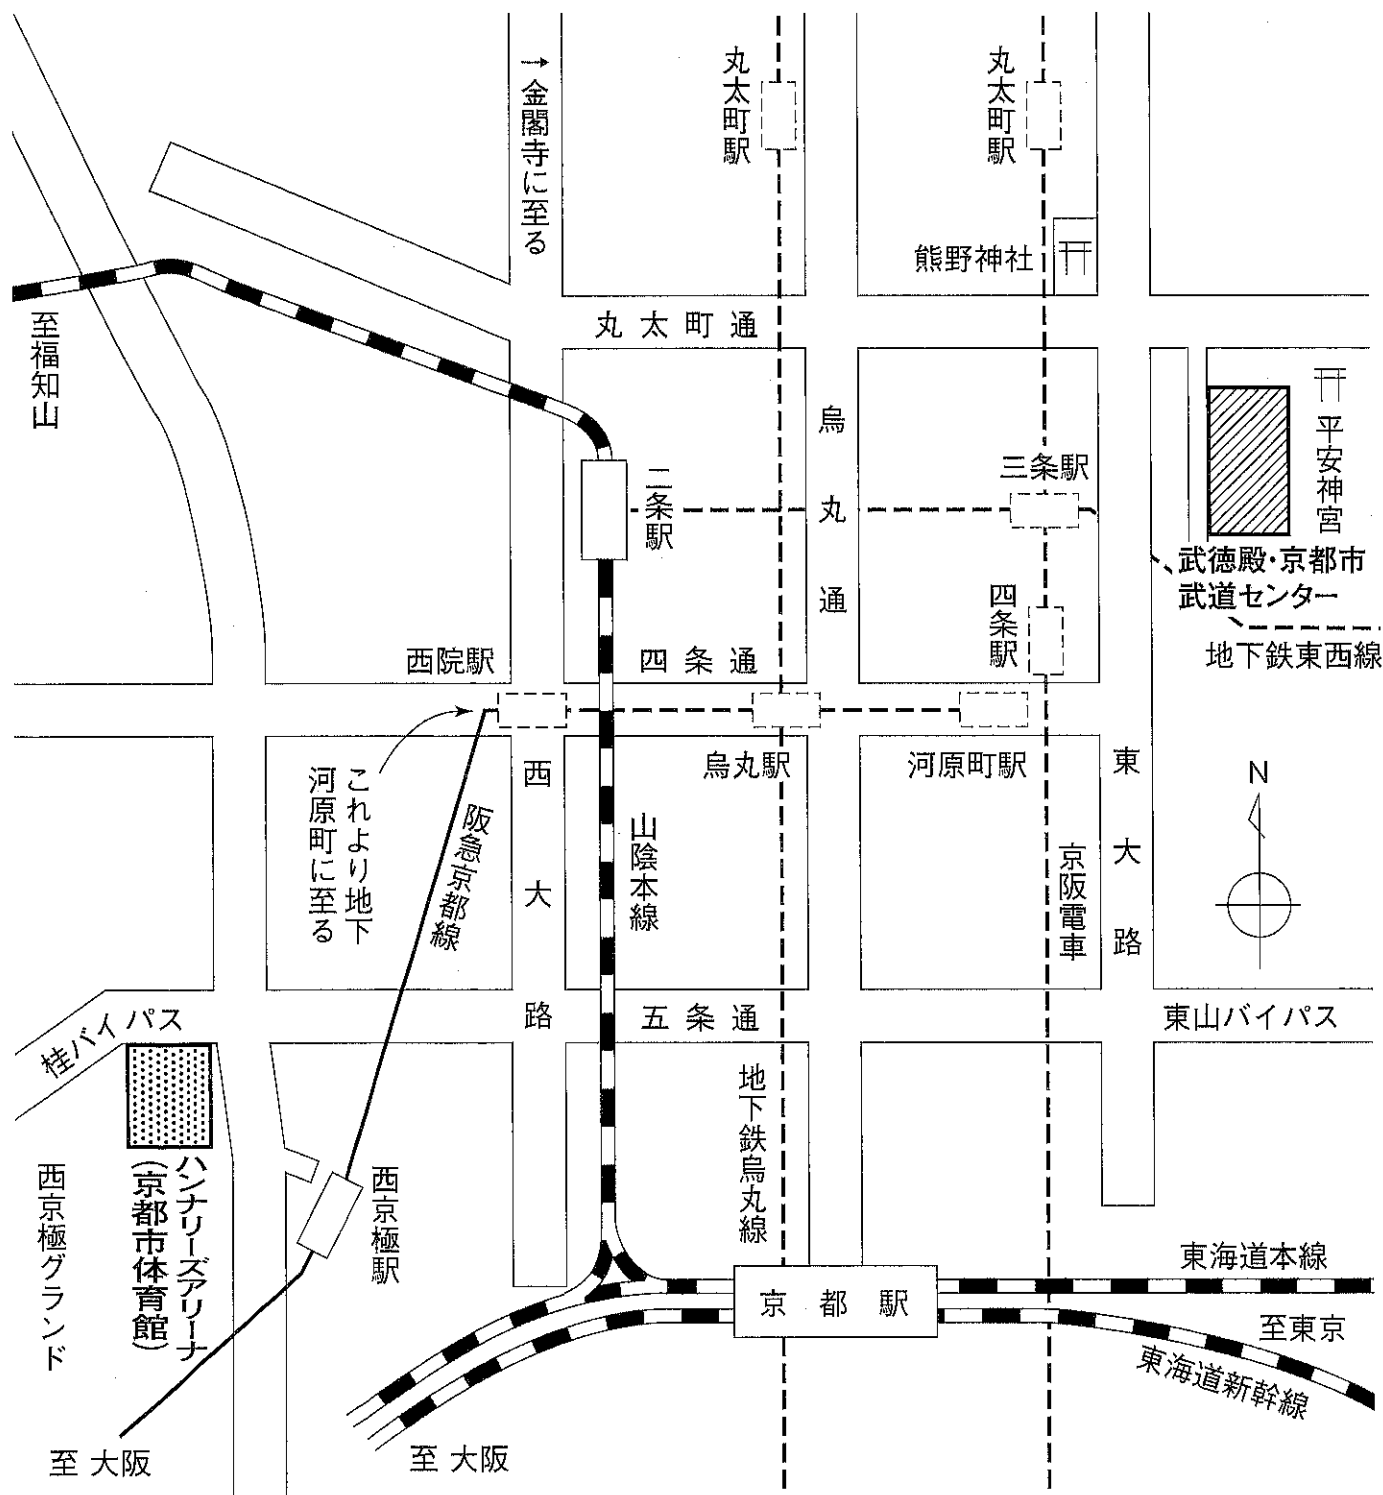 →金閣寺に至る
丸太町駅
丸太町駅
熊野神社
丸太町通
至福知山
烏丸通
平安神宮
二条駅
三条駅
武徳殿・京都市
武道センター
四条駅
地下鉄東西線
西院駅
四条通
烏丸駅
河原町駅
これより地下
河原町に至る
阪急京都線
西大路
山陰本線
京阪電車
東大路
N
五条通
東山バイパス
桂バイパス
地下鉄烏丸線
ハンナリーズアリーナ
(京都市体育館)
西京極グランド
西京極駅
京都駅
東海道本線
至東京
東海道新幹線
至 大阪
至 大阪